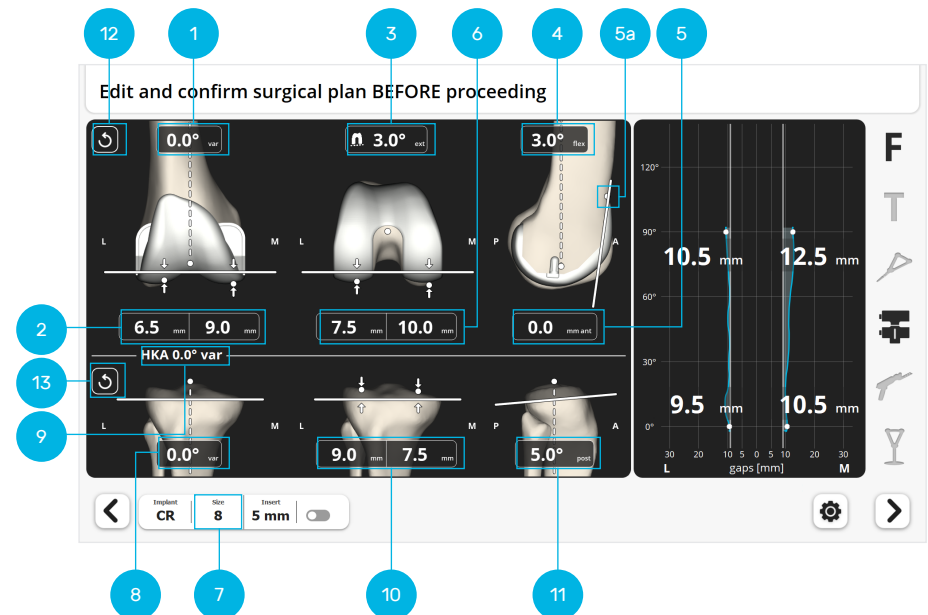 12 1 3 6 4 5a 5
Edit and confirm surgical plan BEFORE proceeding
0.0° var
3.0° ext
3.0° flex
L M L M P A
2 6.5 mm 9.0 mm
7.5 mm 10.0 mm
0.0 mm ant
HKA 0.0° var
13
9
L M L M P A
0.0° var
9.0 mm 7.5 mm
5.0° post
120°
90°
10.5 mm 12.5 mm
60°
30°
9.5 mm 10.5 mm
0°
30 20 10 5 5 10 20 30
L gaps [mm] M
F
T
Implant Size Insert
CR 8 5 mm
8 7 10 11